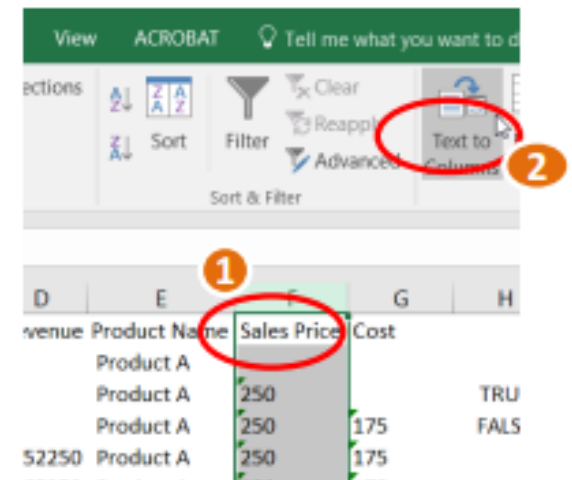 View ACROBAT Tell me what you want to d
ections
Clear
Reapply
Sort Filter
Advanced
Text to
Columns
Sort & Filter
2
1
D E F G H
venue Product Name Sales Price Cost
Product A
Product A 250 TRU
Product A 250 175 FALS
52250 Product A 250 175